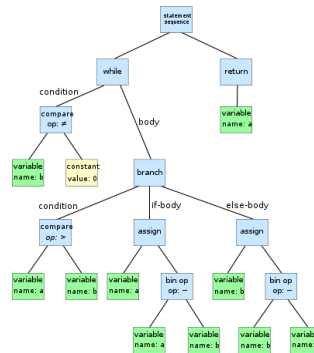 statement
sequence
while
return
condition
compare
op: ≠
body
variable
name: a
variable
name: b
constant
value: 0
branch
condition
if-body
else-body
compare
op: >
assign
assign
variable
name: a
variable
name: b
variable
name: a
bin op
op: −
variable
name: b
bin op
op: −
variable
name: a
variable
name: b
variable
name: b